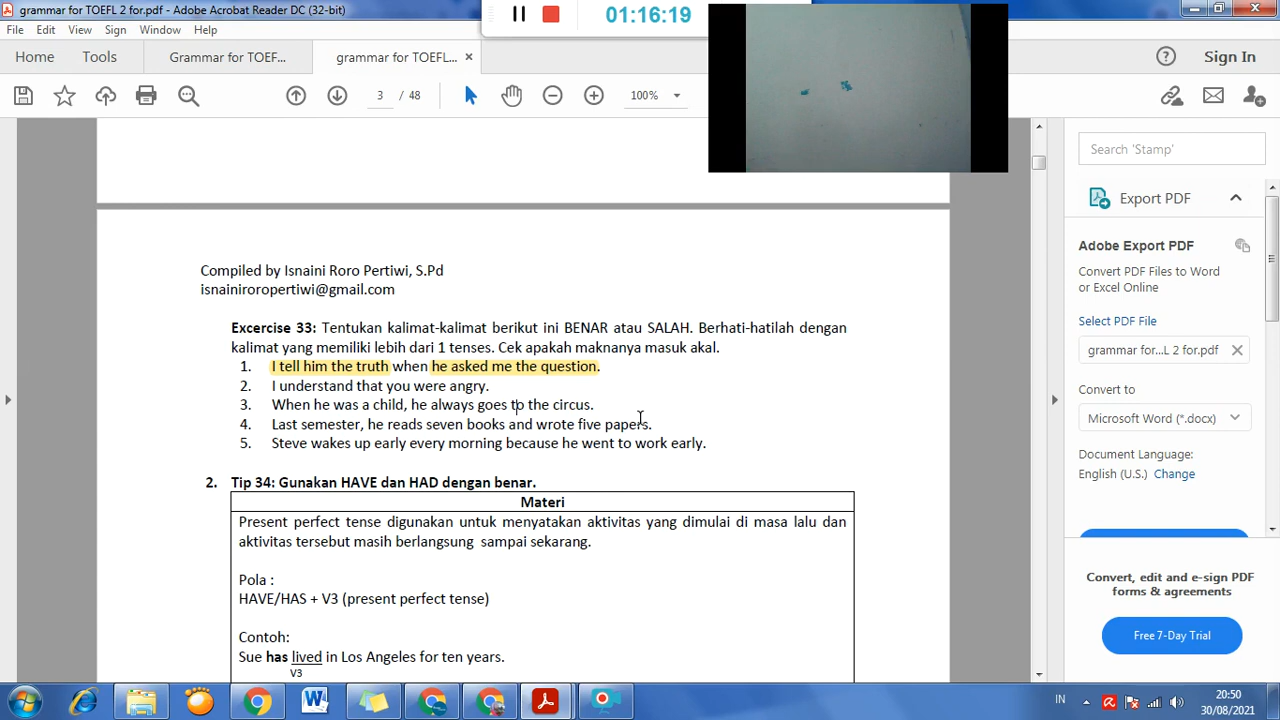 grammar for TOEFL 2 for.pdf - Adobe Acrobat Reader DC (32-bit)
01:16:19
File Edit View Sign Window Help
Home Tools Grammar for TOEF... grammar for TOEFL... × Sign In
3 / 48 100%
Search 'Stamp'
Export PDF
Adobe Export PDF
Convert PDF Files to Word
or Excel Online
Select PDF File
grammar for...L 2 for.pdf
Convert to
Microsoft Word (*.docx)
Document Language:
English (U.S.) Change
Convert, edit and e-sign PDF
forms & agreements
Free 7-Day Trial
Compiled by Isnaini Roro Pertiwi, S.Pd
isnainiroropertiwi@gmail.com
Excercise 33: Tentukan kalimat-kalimat berikut ini BENAR atau SALAH. Berhati-hatilah dengan
kalimat yang memiliki lebih dari 1 tenses. Cek apakah maknanya masuk akal.
1. I tell him the truth when he asked me the question.
2. I understand that you were angry.
3. When he was a child, he always goes to the circus.
4. Last semester, he reads seven books and wrote five papers.
5. Steve wakes up early every morning because he went to work early.
2. Tip 34: Gunakan HAVE dan HAD dengan benar.
Materi
Present perfect tense digunakan untuk menyatakan aktivitas yang dimulai di masa lalu dan
aktivitas tersebut masih berlangsung sampai sekarang.
Pola :
HAVE/HAS + V3 (present perfect tense)
Contoh:
Sue has lived in Los Angeles for ten years.
V3
IN
20:50
30/08/2021